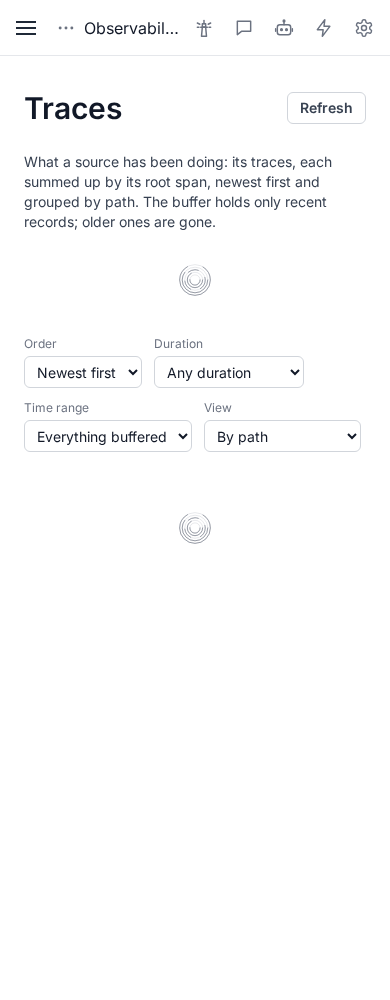 Observabil...
Traces
Refresh
What a source has been doing: its traces, each
summed up by its root span, newest first and
grouped by path. The buffer holds only recent
records; older ones are gone.
Order
Duration
Newest first
Any duration
Time range
View
Everything buffered
By path